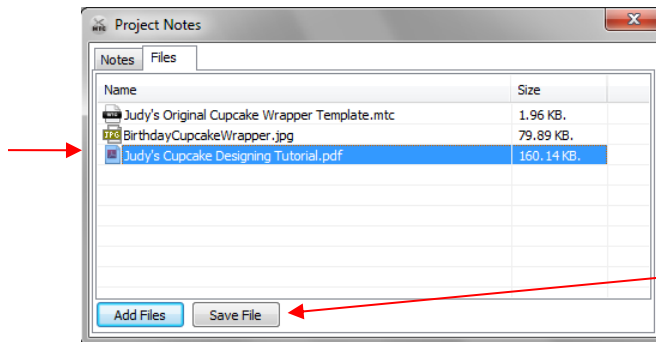 Project Notes
Notes Files
Name Size
Judy's Original Cupcake Wrapper Template.mtc 1.96 KB.
BirthdayCupcakeWrapper.jpg 79.89 KB.
Judy's Cupcake Designing Tutorial.pdf 160.14 KB.
Add Files Save File